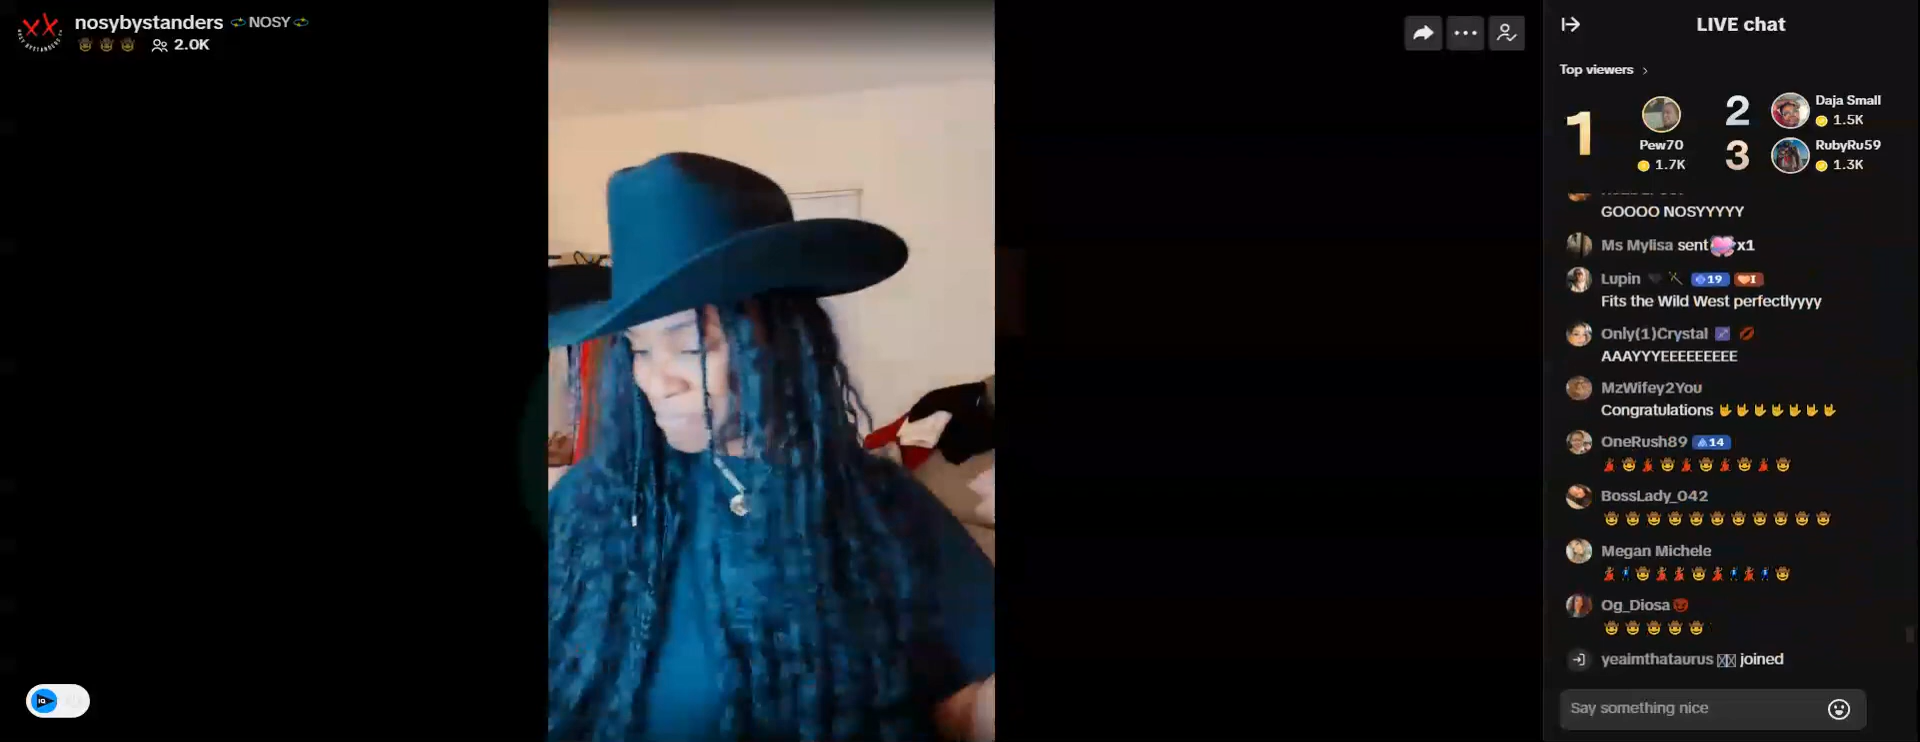 nosybystanders NOSY
2.0K
LIVE chat
Top viewers
1
Pew70
1.7K
2
Daja Small
1.5K
3
RubyRu59
1.3K
GOOOO NOSYYYYY
Ms Mylisa sent x1
Lupin 19 I
Fits the Wild West perfectlyyyy
Only(1)Crystal
AAAYYYEEEEEEEEE
MzWifey2You
Congratulations
OneRush89 14
BossLady_042
Megan Michele
Og_Diosa
yeaimthataurus joined
Say something nice